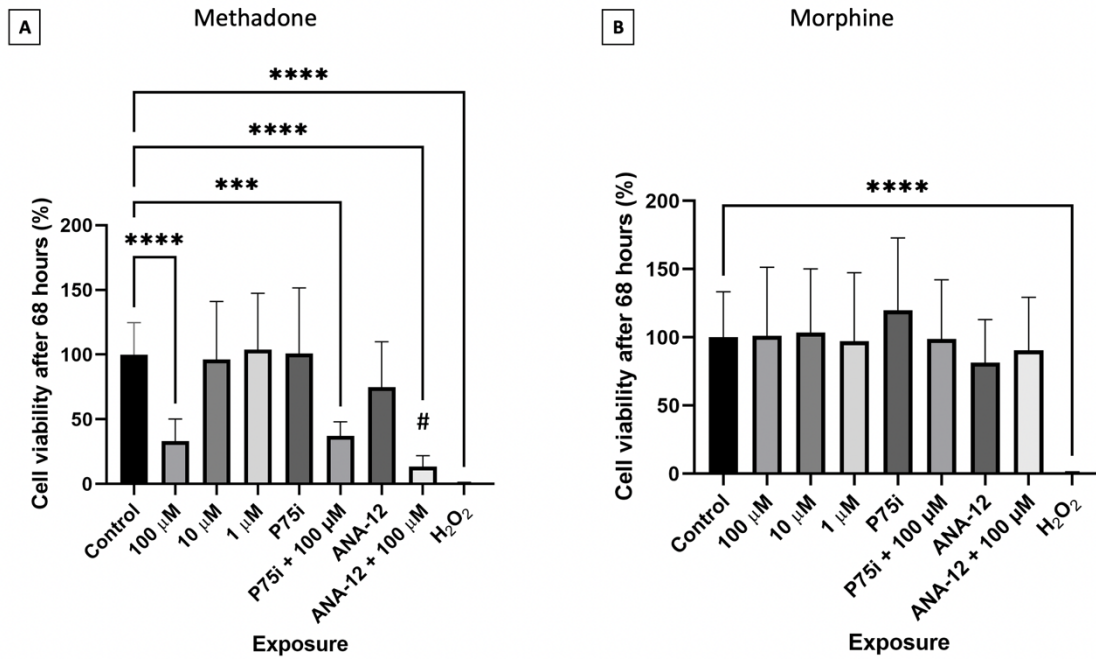 A
Methadone
****
****
***
****
Cell viability after 68 hours (%)
200
150
100
50
0
Control
100 μM
10 μM
1 μM
P75i
P75i + 100 μM
ANA-12
ANA-12 + 100 μM
H₂O₂
#
Exposure
B
Morphine
****
Cell viability after 68 hours (%)
200
150
100
50
0
Control
100 μM
10 μM
1 μM
P75i
P75i + 100 μM
ANA-12
ANA-12 + 100 μM
H₂O₂
Exposure